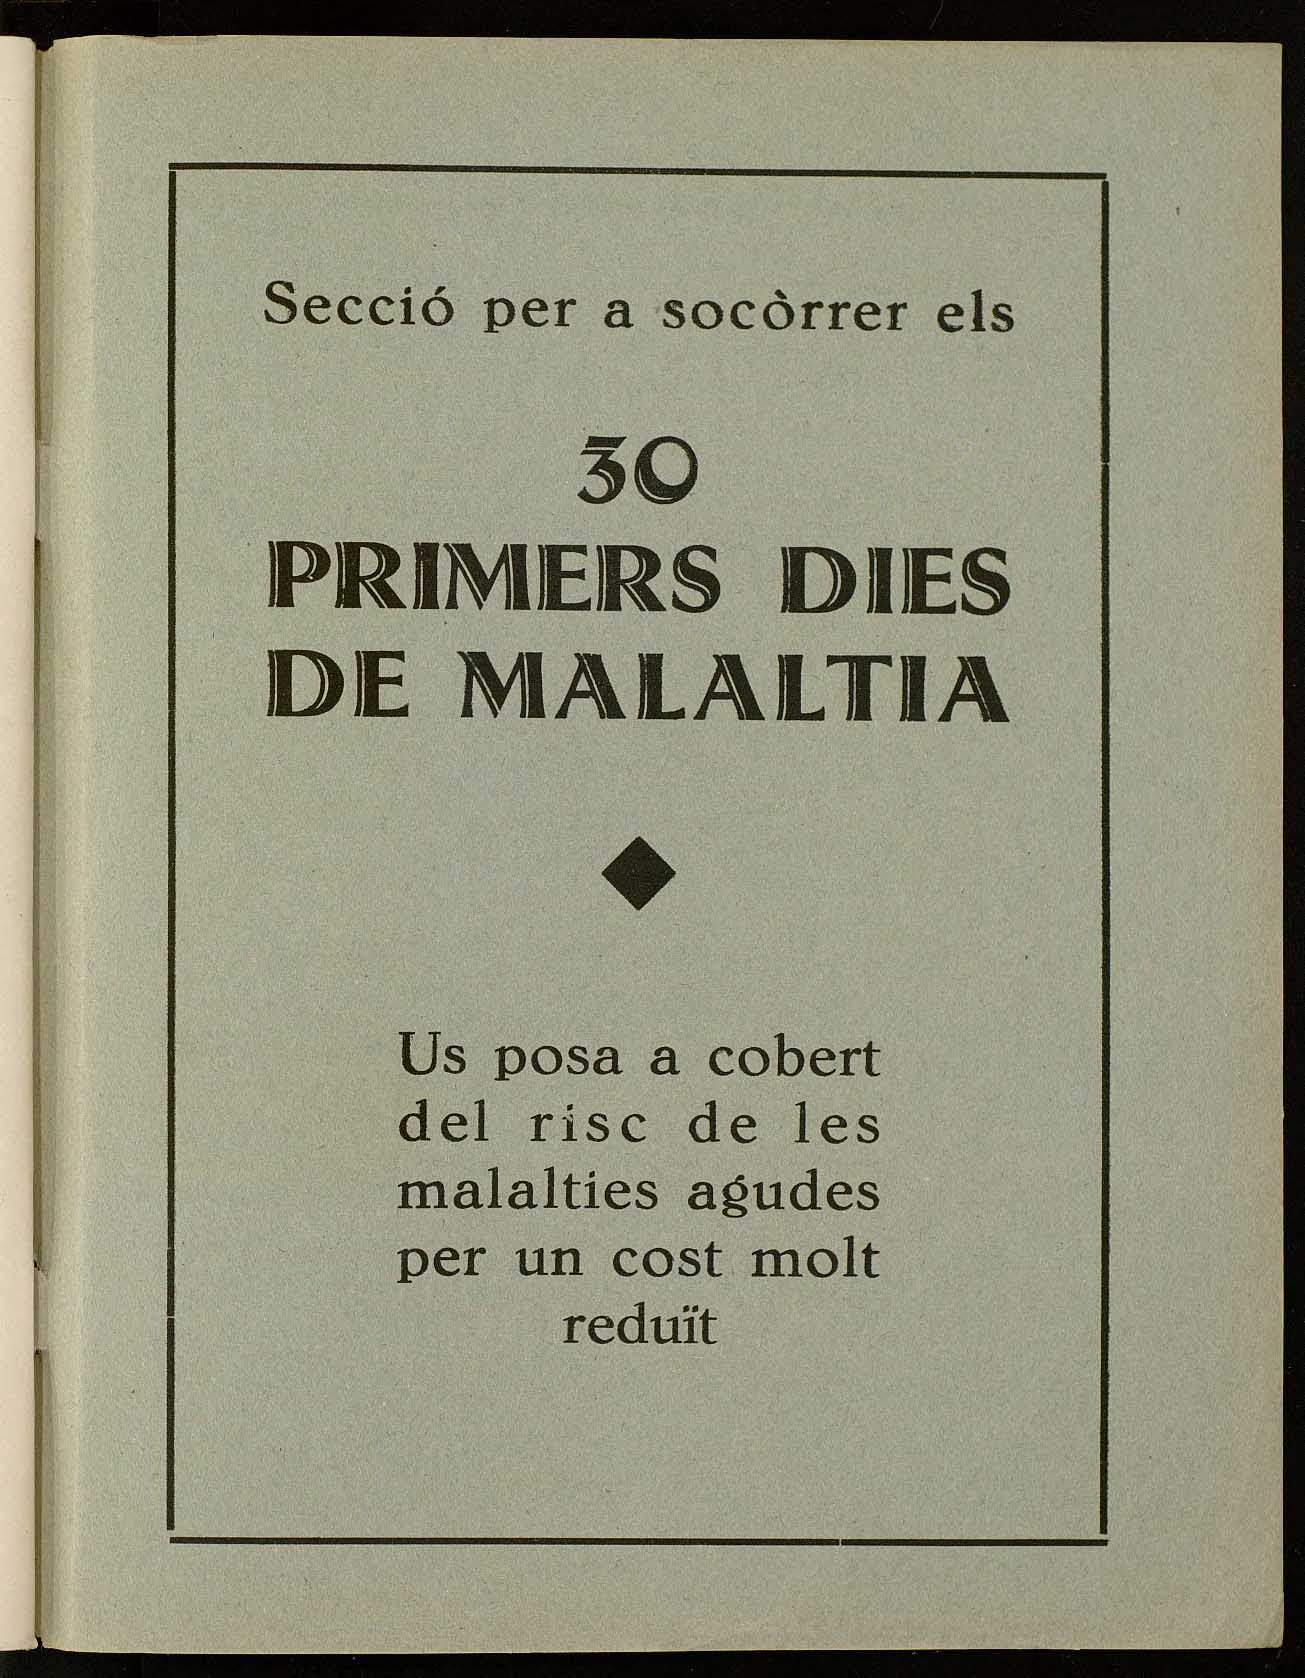 Secció per a socòrrer els
30
PRIMERS DIES
DE MALALTIA
Us posa a cobert
del risc de les
malalties agudes
per un cost molt
reduït